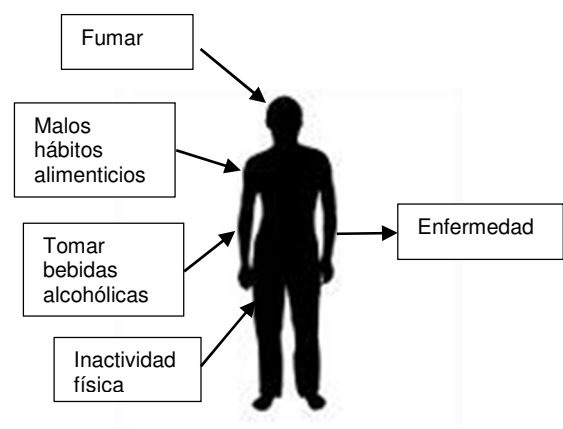 Fumar
Malos
hábitos
alimenticios
Tomar
bebidas
alcohólicas
Inactividad
física
Enfermedad